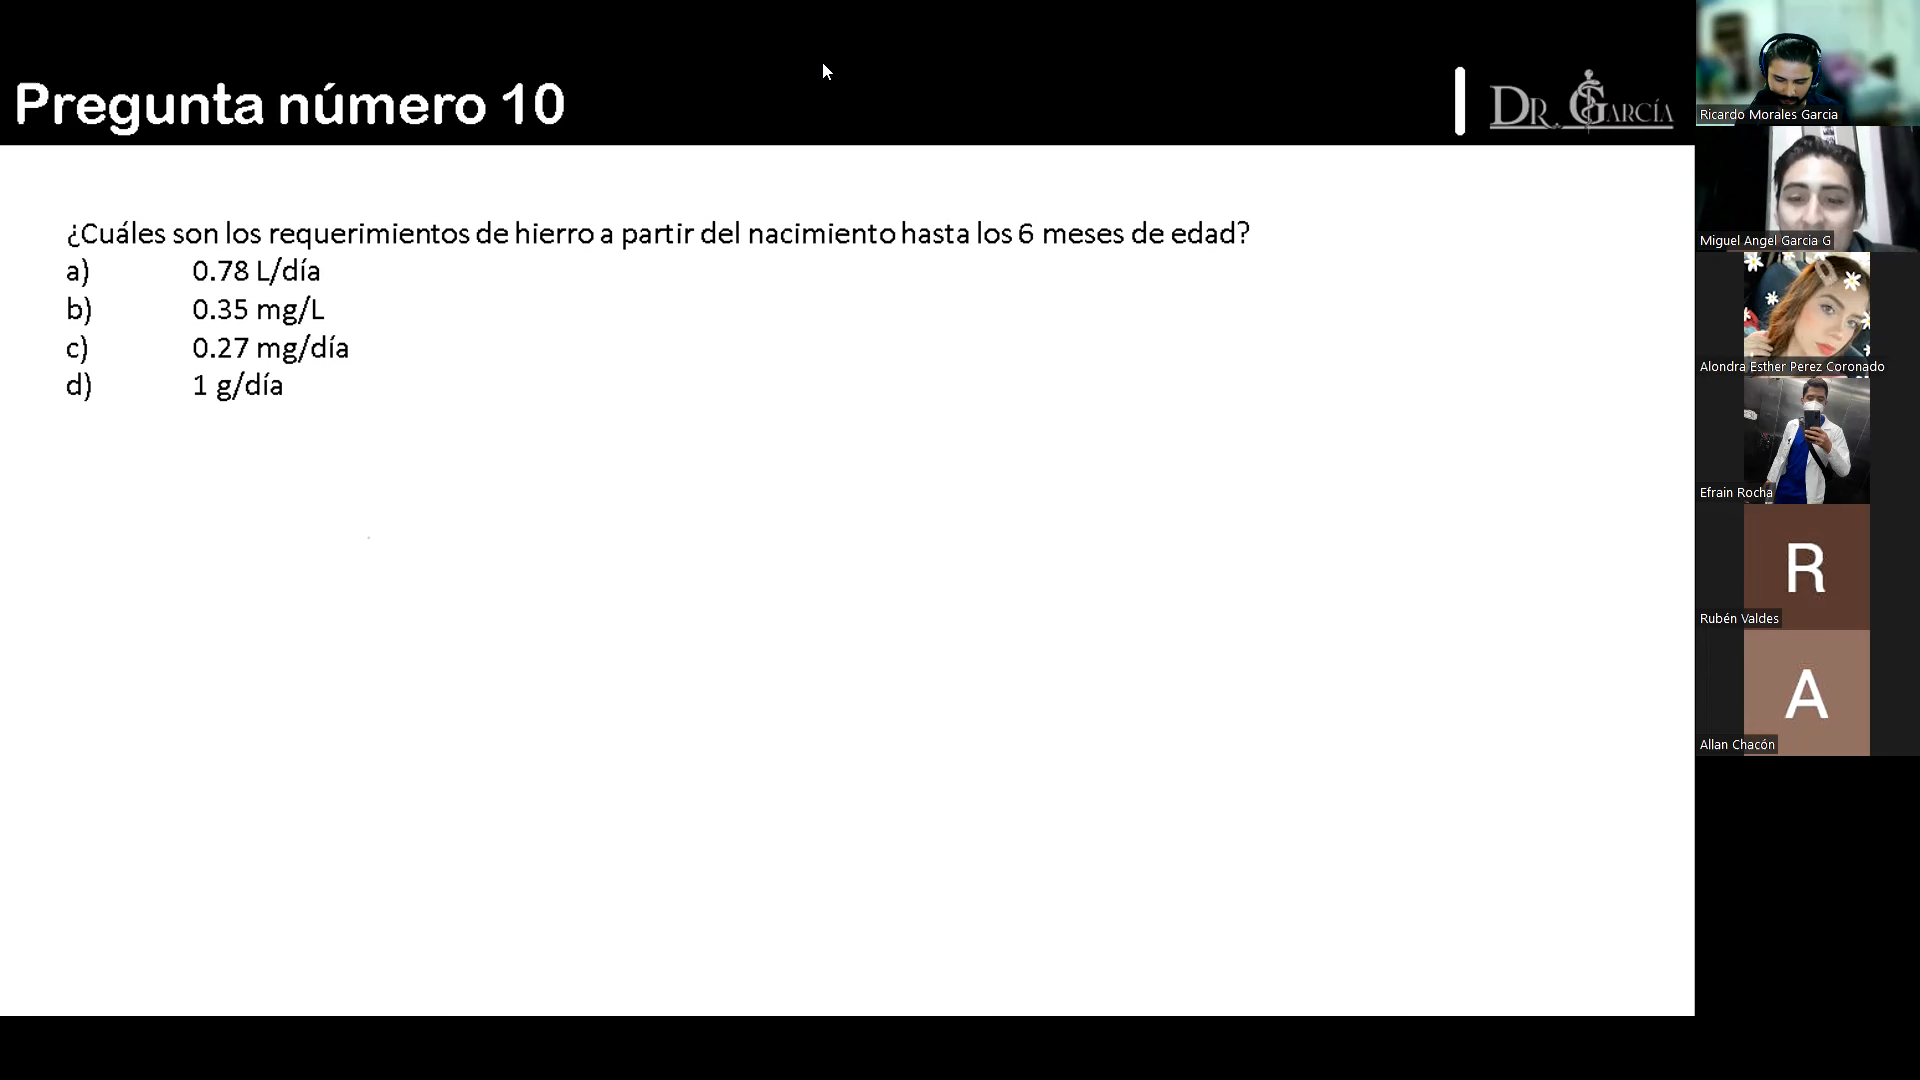 Pregunta número 10
DR. GARCÍA
¿Cuáles son los requerimientos de hierro a partir del nacimiento hasta los 6 meses de edad?
a) 0.78 L/día
b) 0.35 mg/L
c) 0.27 mg/día
d) 1 g/día
Ricardo Morales Garcia
Miguel Angel Garcia G
Alondra Esther Perez Coronado
Efrain Rocha
R
Rubén Valdes
A
Allan Chacón